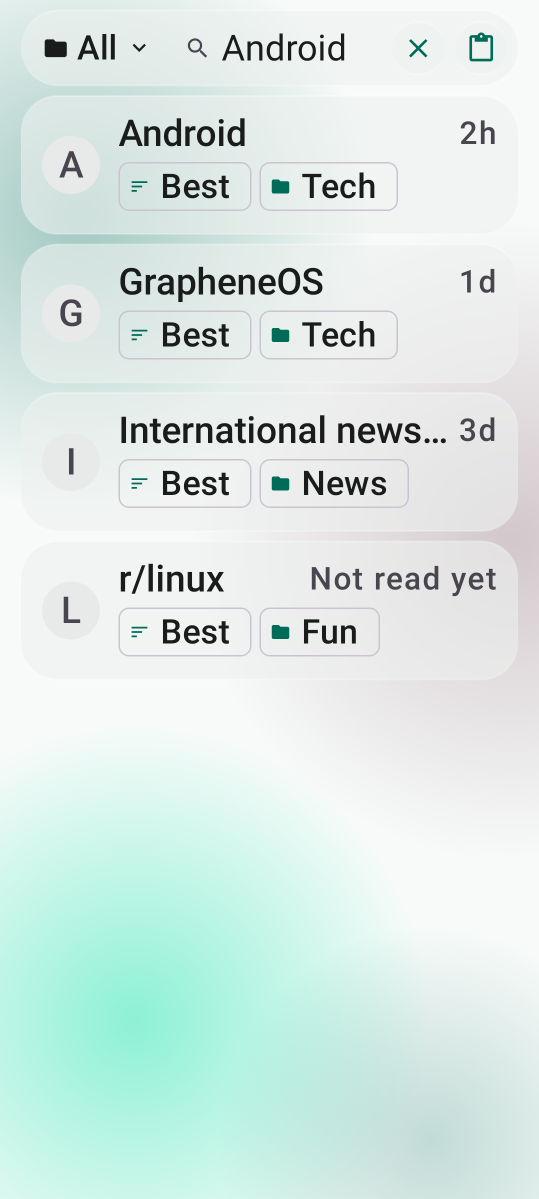 All Android
Android 2h
A
Best Tech
GrapheneOS 1d
G
Best Tech
International news… 3d
I
Best News
r/linux Not read yet
L
Best Fun